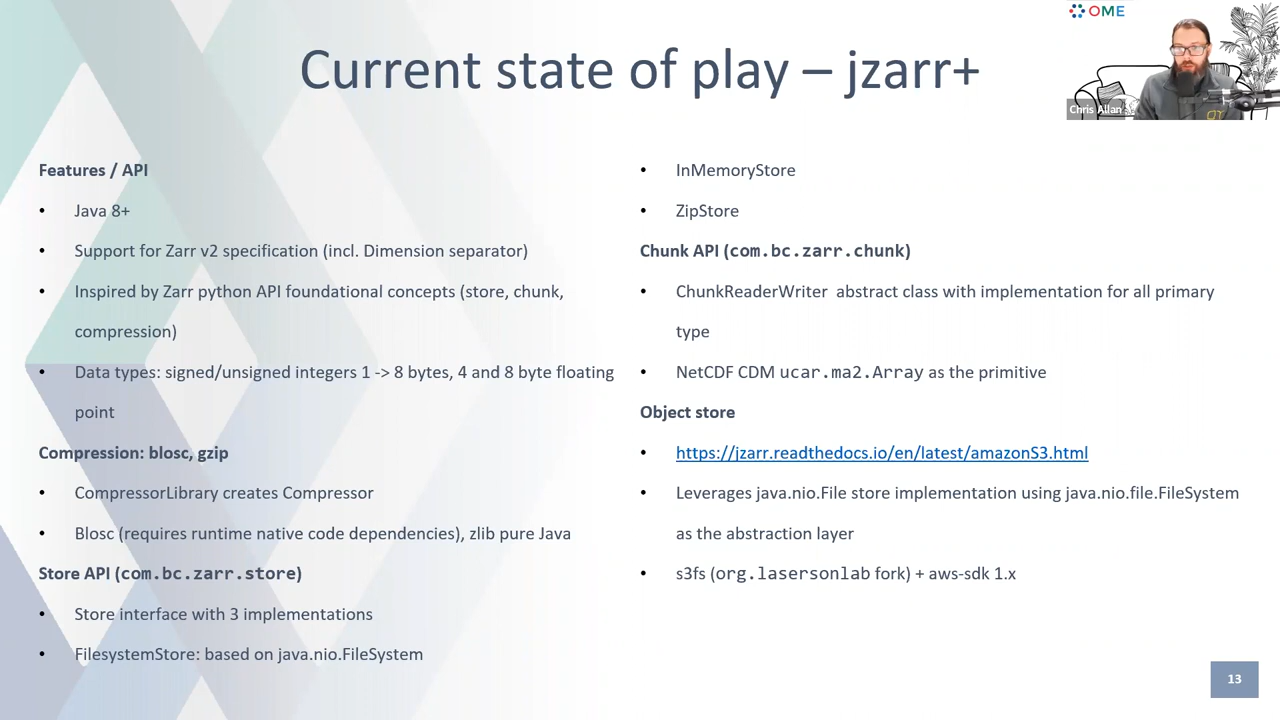 OME
Current state of play – jzarr+
Chris Allan
Features / API
• Java 8+
• Support for Zarr v2 specification (incl. Dimension separator)
• Inspired by Zarr python API foundational concepts (store, chunk,
compression)
• Data types: signed/unsigned integers 1 -> 8 bytes, 4 and 8 byte floating
point
Compression: blosc, gzip
• CompressorLibrary creates Compressor
• Blosc (requires runtime native code dependencies), zlib pure Java
Store API (com.bc.zarr.store)
• Store interface with 3 implementations
• FilesystemStore: based on java.nio.FileSystem
• InMemoryStore
• ZipStore
Chunk API (com.bc.zarr.chunk)
• ChunkReaderWriter abstract class with implementation for all primary
type
• NetCDF CDM ucar.ma2.Array as the primitive
Object store
• https://jzarr.readthedocs.io/en/latest/amazonS3.html
• Leverages java.nio.File store implementation using java.nio.file.FileSystem
as the abstraction layer
• s3fs (org.lasersonlab fork) + aws-sdk 1.x
13